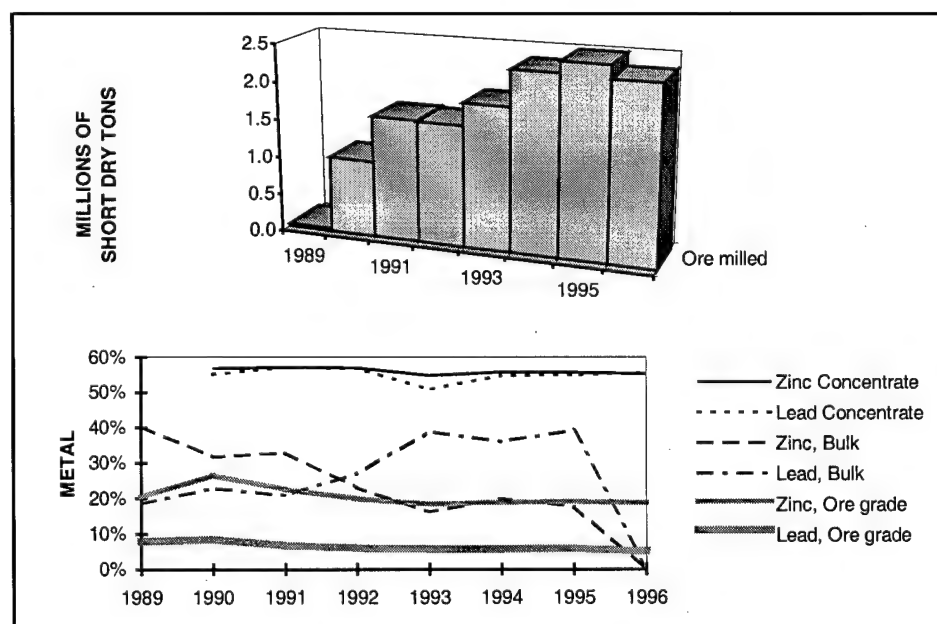 MILLIONS OF
SHORT DRY TONS
2.5
2.0
1.5
1.0
0.5
0.0
1989
1991
1993
1995
Ore milled
METAL
60%
50%
40%
30%
20%
10%
0%
1989 1990 1991 1992 1993 1994 1995 1996
Zinc Concentrate
Lead Concentrate
Zinc, Bulk
Lead, Bulk
Zinc, Ore grade
Lead, Ore grade